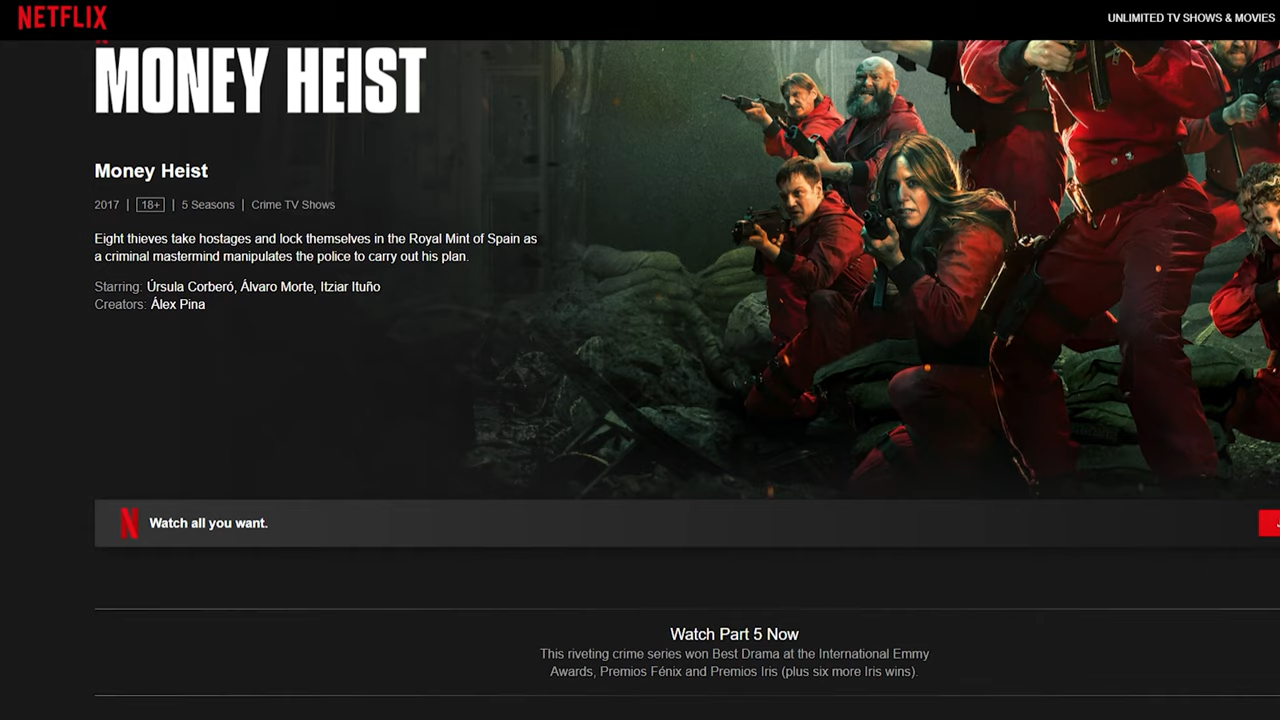 NETFLIX
UNLIMITED TV SHOWS & MOVIES
MONEY HEIST
Money Heist
2017 | 18+ | 5 Seasons | Crime TV Shows
Eight thieves take hostages and lock themselves in the Royal Mint of Spain as
a criminal mastermind manipulates the police to carry out his plan.
Starring: Úrsula Corberó, Álvaro Morte, Itziar Ituño
Creators: Álex Pina
N Watch all you want.
Watch Part 5 Now
This riveting crime series won Best Drama at the International Emmy
Awards, Premios Fénix and Premios Iris (plus six more Iris wins).